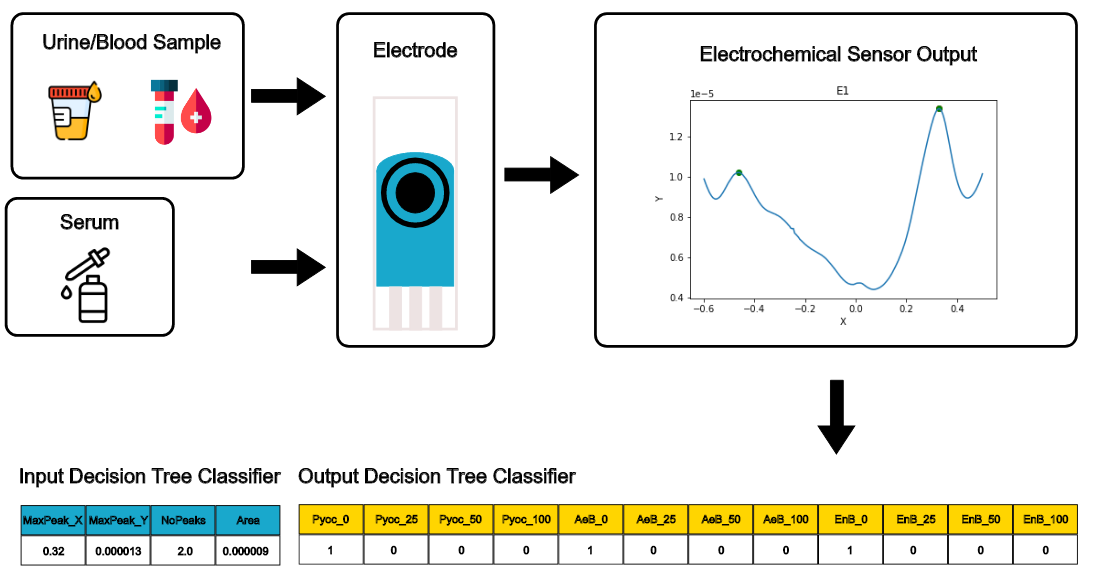 Urine/Blood Sample
Electrode
Electrochemical Sensor Output
Serum
1e−5
E1
1.2
1.0
0.8
0.6
0.4
Y
−0.6
−0.4
−0.2
0.0
0.2
0.4
X
Input Decision Tree Classifier
MaxPeak_X MaxPeak_Y NoPeaks Area
0.32 0.000013 2.0 0.000009
Output Decision Tree Classifier
Pyoc_0 Pyoc_25 Pyoc_50 Pyoc_100 AeB_0 AeB_25 AeB_50 AeB_100 EnB_0 EnB_25 EnB_50 EnB_100
1 0 0 0 1 0 0 0 1 0 0 0